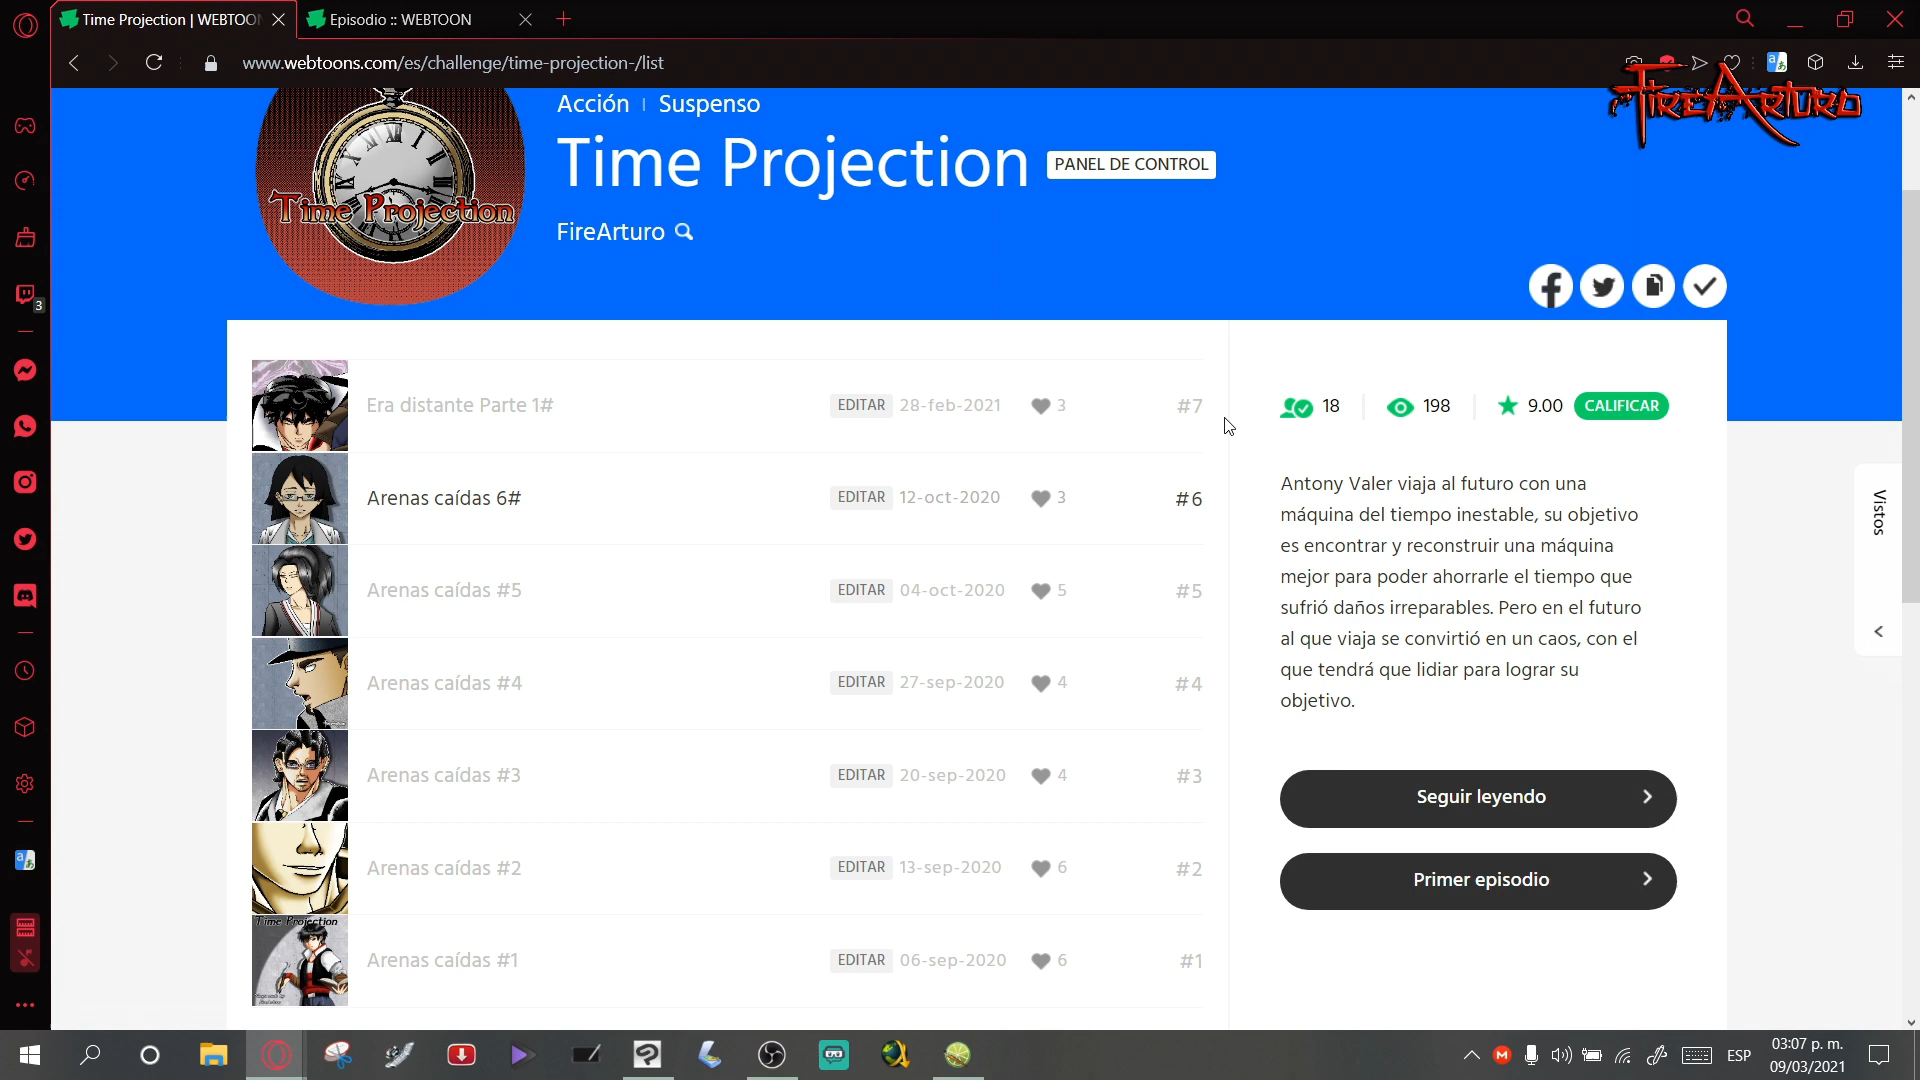 Time Projection | WEBTOO
Episodio :: WEBTOON
www.webtoons.com/es/challenge/time-projection-/list
FireArturo
Acción | Suspenso
Time Projection
PANEL DE CONTROL
FireArturo
Time Projection
3
Era distante Parte 1# EDITAR 28-feb-2021 3 #7
Arenas caídas 6# EDITAR 12-oct-2020 3 #6
Arenas caídas #5 EDITAR 04-oct-2020 5 #5
Arenas caídas #4 EDITAR 27-sep-2020 4 #4
Arenas caídas #3 EDITAR 20-sep-2020 4 #3
Arenas caídas #2 EDITAR 13-sep-2020 6 #2
Time Projection
Arenas caídas #1 EDITAR 06-sep-2020 6 #1
18 198 9.00 CALIFICAR
Antony Valer viaja al futuro con una
máquina del tiempo inestable, su objetivo
es encontrar y reconstruir una máquina
mejor para poder ahorrarle el tiempo que
sufrió daños irreparables. Pero en el futuro
al que viaja se convirtió en un caos, con el
que tendrá que lidiar para lograr su
objetivo.
Seguir leyendo
Primer episodio
Vistos
ESP
03:07 p. m.
09/03/2021